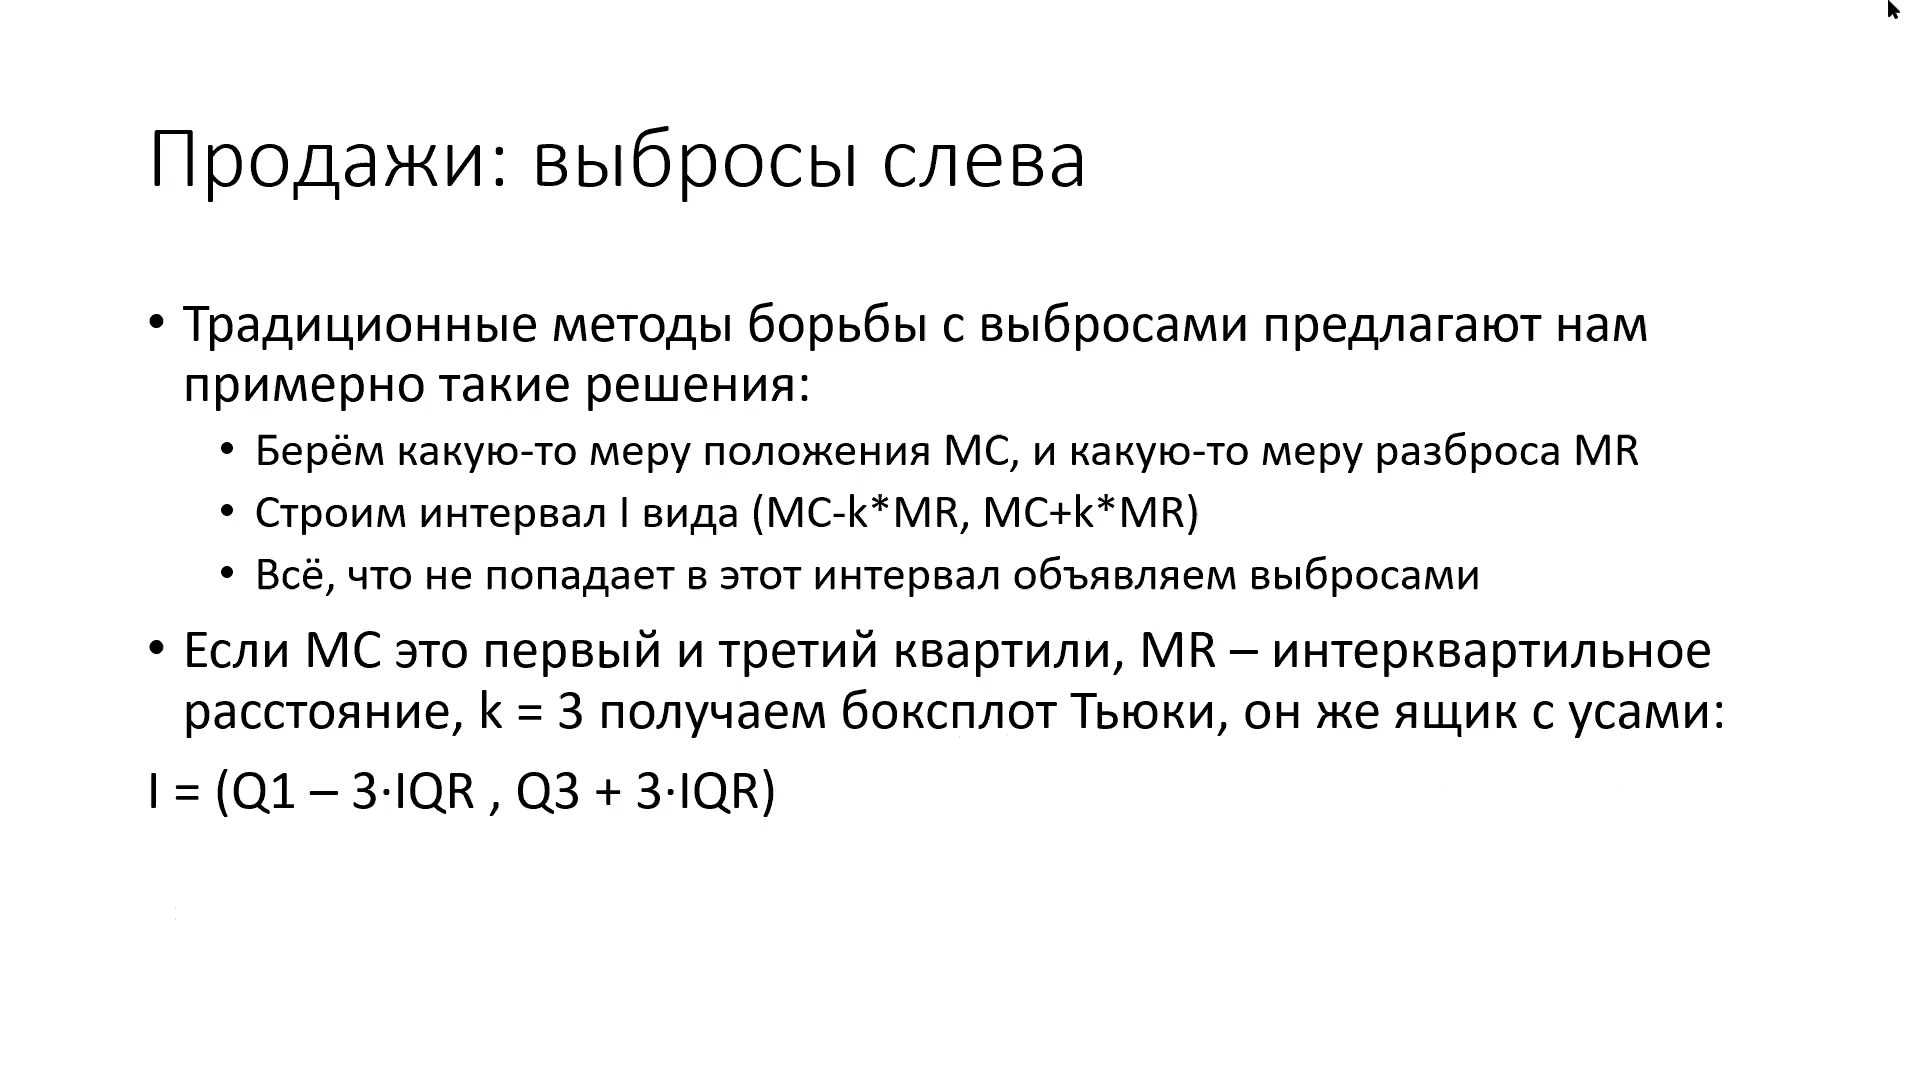 Продажи: выбросы слева
• Традиционные методы борьбы с выбросами предлагают нам
примерно такие решения:
• Берём какую-то меру положения MC, и какую-то меру разброса MR
• Строим интервал I вида (MC-k*MR, MC+k*MR)
• Всё, что не попадает в этот интервал объявляем выбросами
• Если MC это первый и третий квартили, MR – интерквартильное
расстояние, k = 3 получаем боксплот Тьюки, он же ящик с усами:
I = (Q1 – 3·IQR , Q3 + 3·IQR)